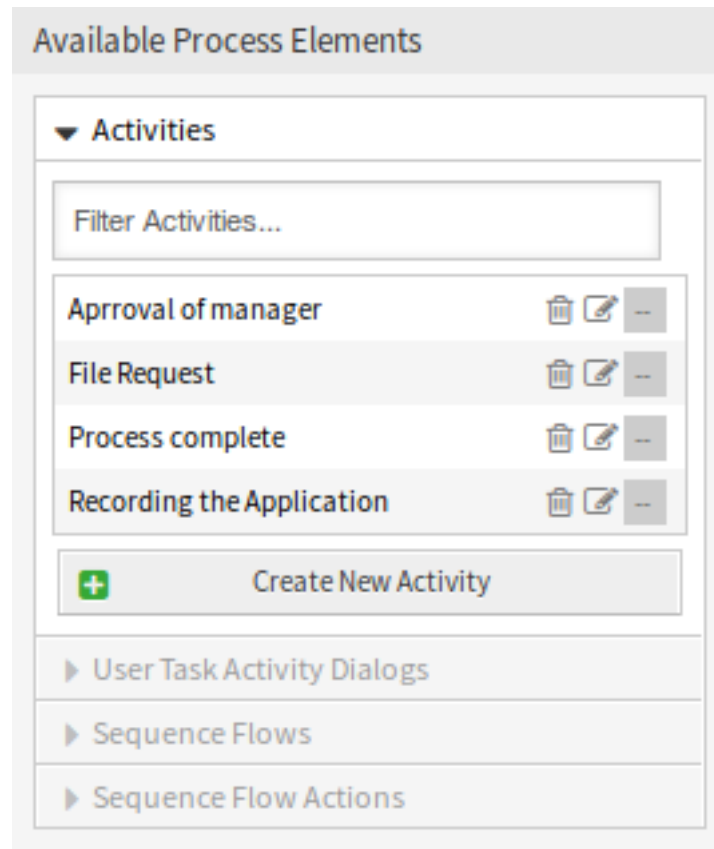 Available Process Elements
Activities
Filter Activities...
Aprroval of manager
--
File Request
--
Process complete
--
Recording the Application
--
Create New Activity
User Task Activity Dialogs
Sequence Flows
Sequence Flow Actions